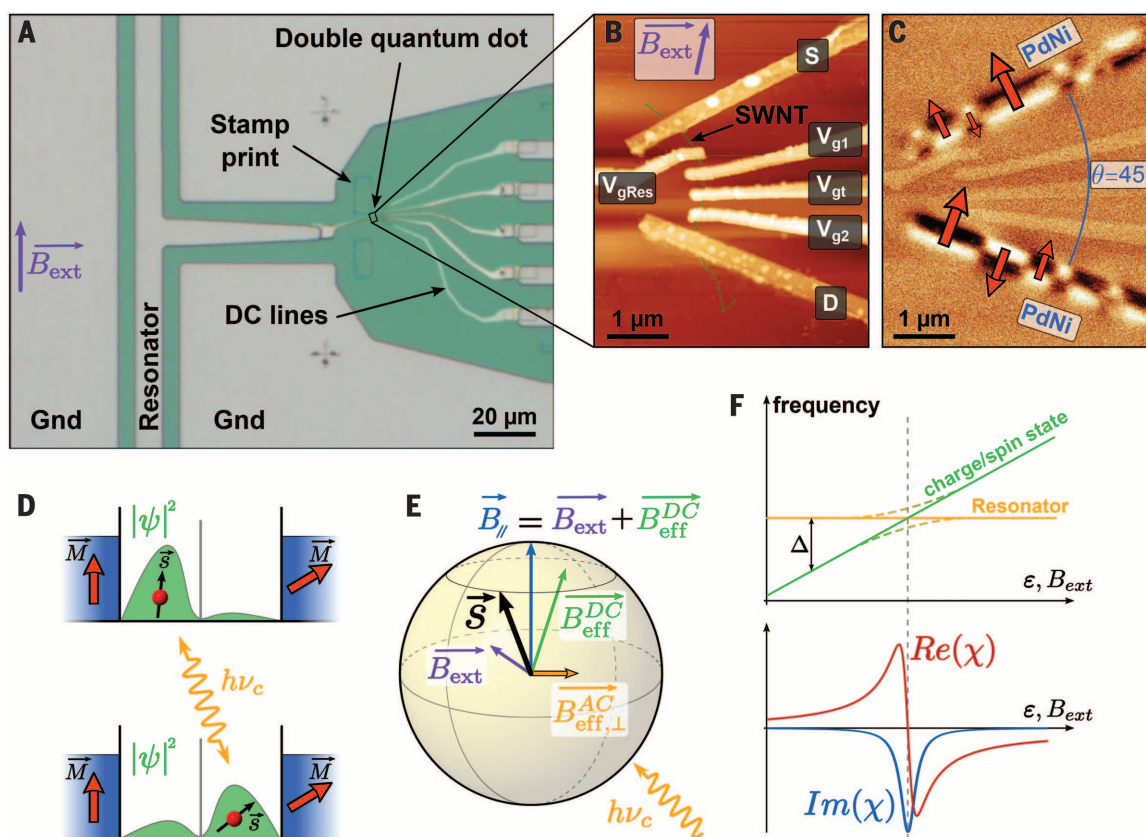 A
Double quantum dot
Stamp print
B_ext
DC lines
Gnd
Resonator
Gnd
20 µm
B
B_ext
S
SWNT
V_g1
V_gRes
V_gt
V_g2
D
1 µm
C
PdNi
θ=45
PdNi
1 µm
D
|ψ|²
M
s
M
hν_c
|ψ|²
M
s
M
E
B_// = B_ext + B_eff^DC
S
B_eff^DC
B_ext
B_eff,⊥^AC
hν_c
F
frequency
charge/spin state
Resonator
Δ
ε, B_ext
Re(χ)
ε, B_ext
Im(χ)